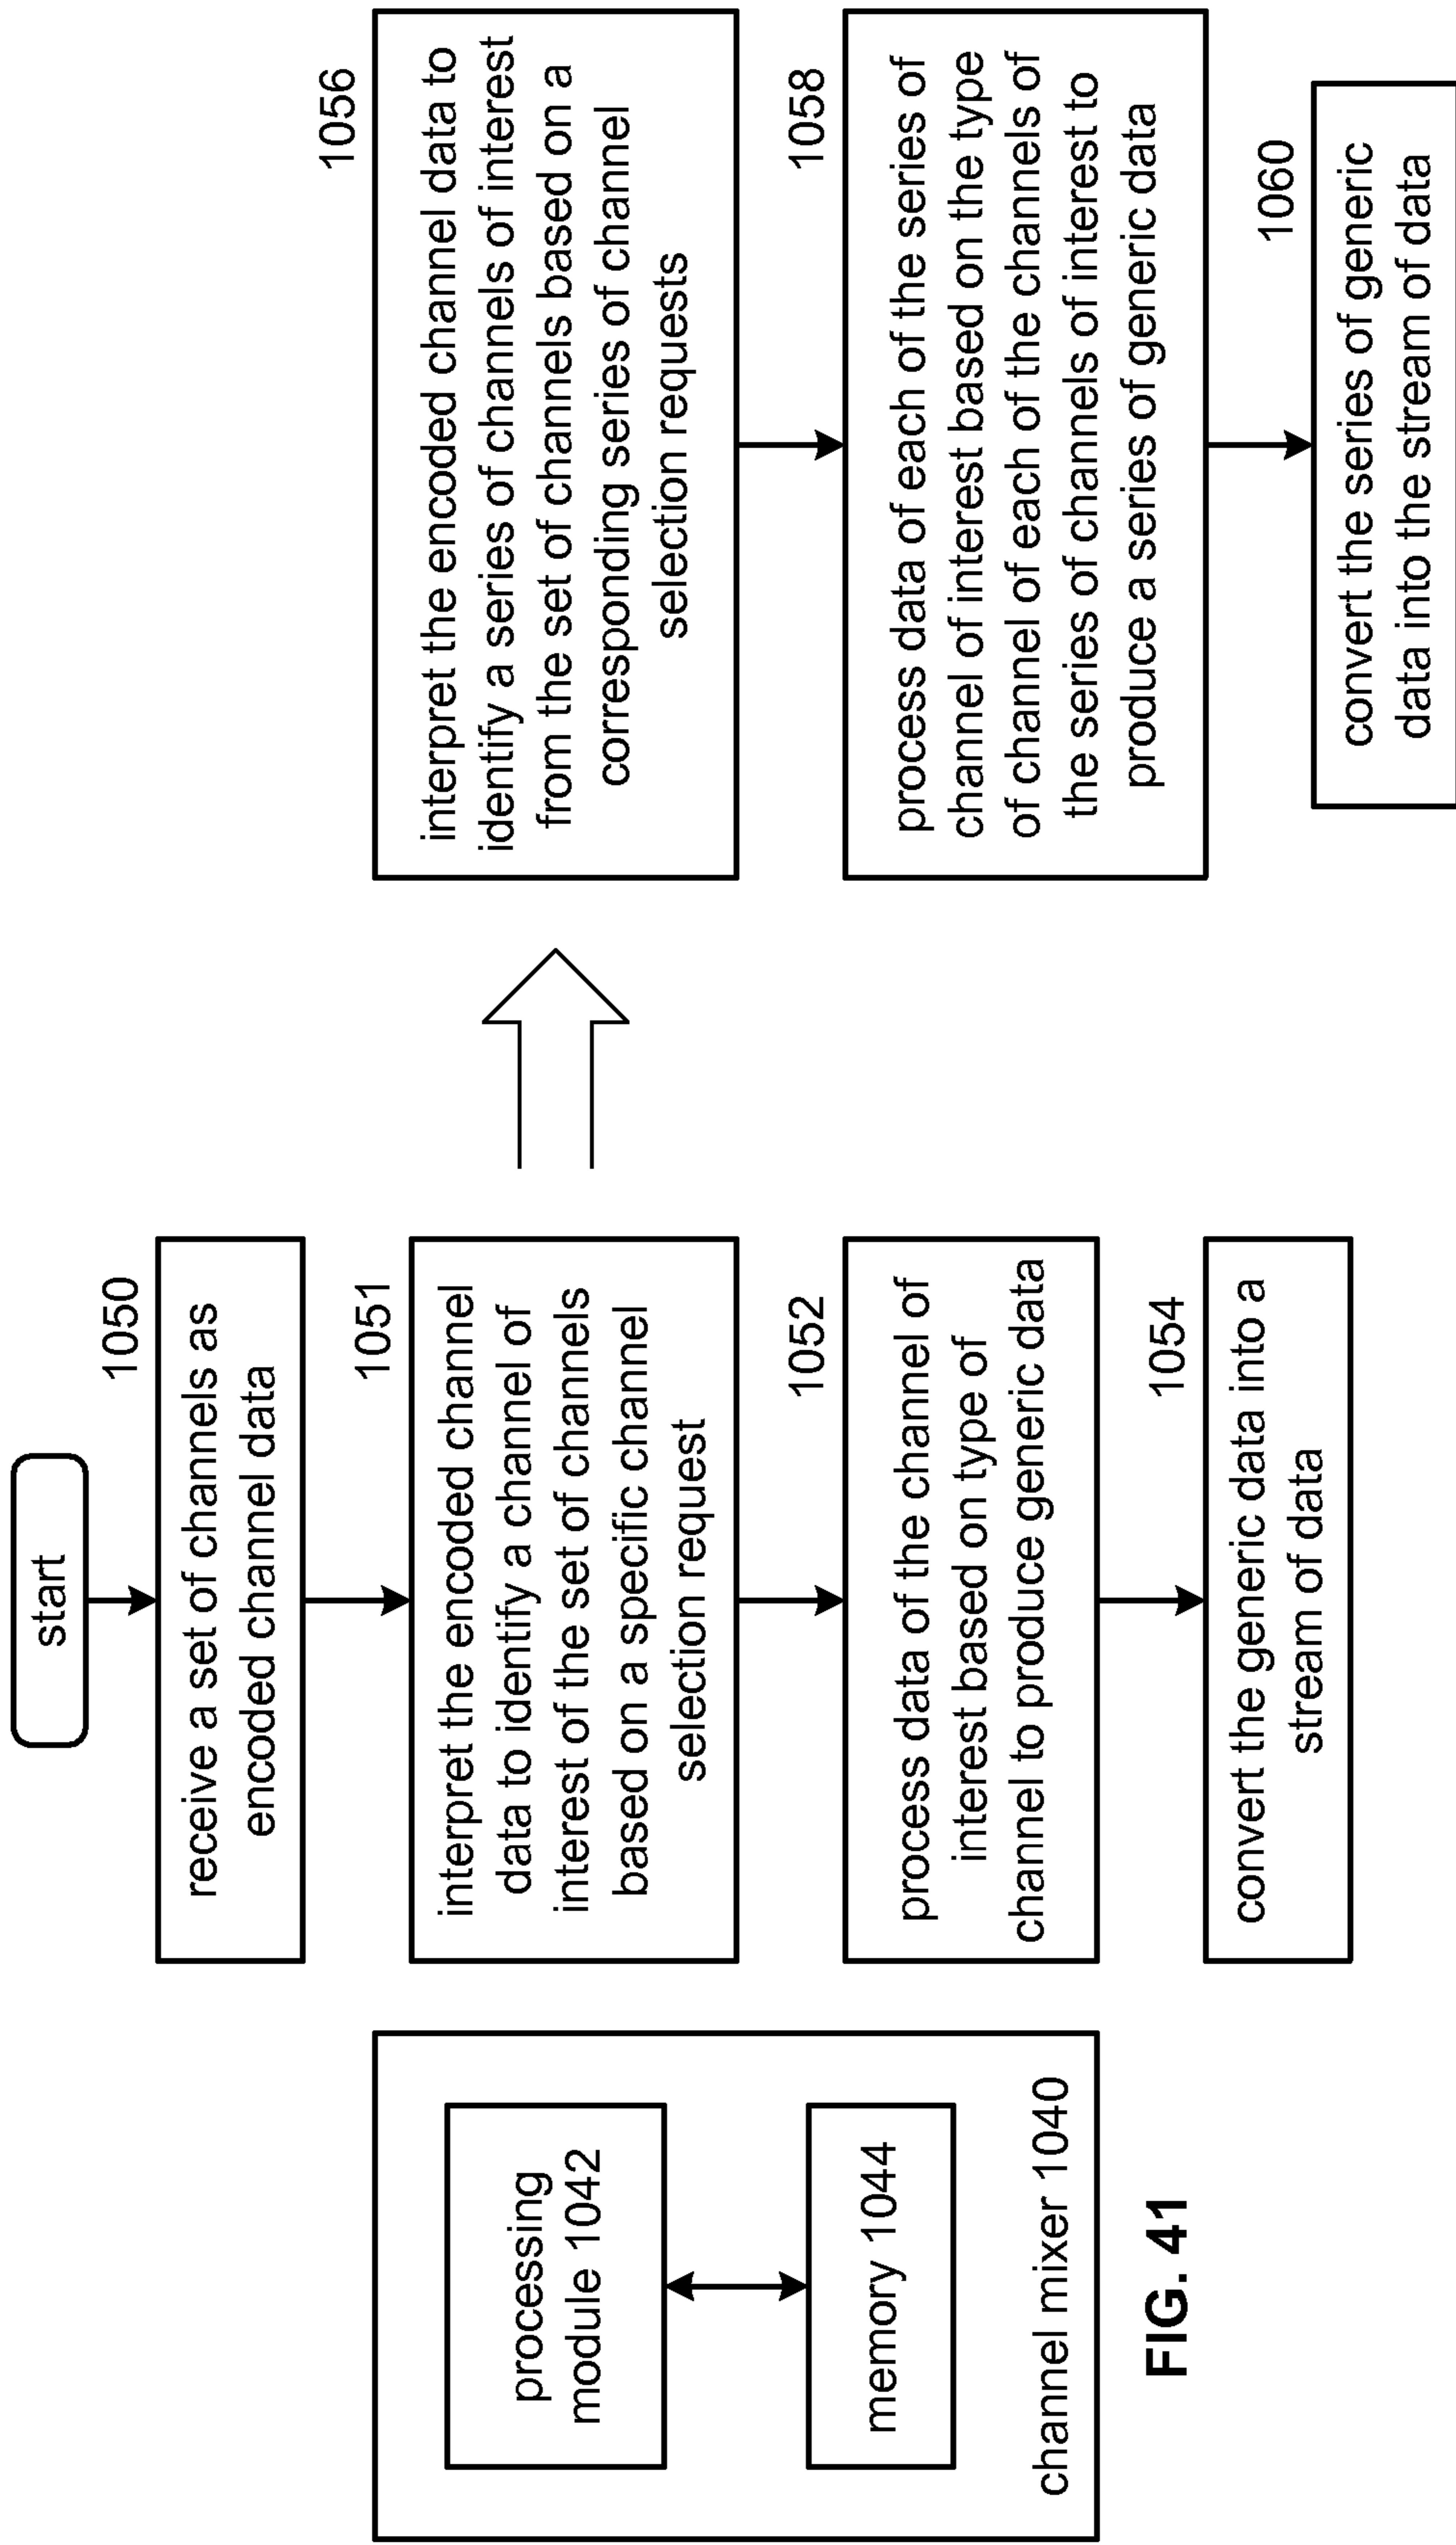 processing
module 1042
memory 1044
channel mixer 1040
FIG. 41
start
1050
receive a set of channels as
encoded channel data
1051
interpret the encoded channel
data to identify a channel of
interest of the set of channels
based on a specific channel
selection request
1052
process data of the channel of
interest based on type of
channel to produce generic data
1054
convert the generic data into a
stream of data
1056
interpret the encoded channel data to
identify a series of channels of interest
from the set of channels based on a
corresponding series of channel
selection requests
1058
process data of each of the series of
channel of interest based on the type
of channel of each of the channels of
the series of channels of interest to
produce a series of generic data
1060
convert the series of generic
data into the stream of data